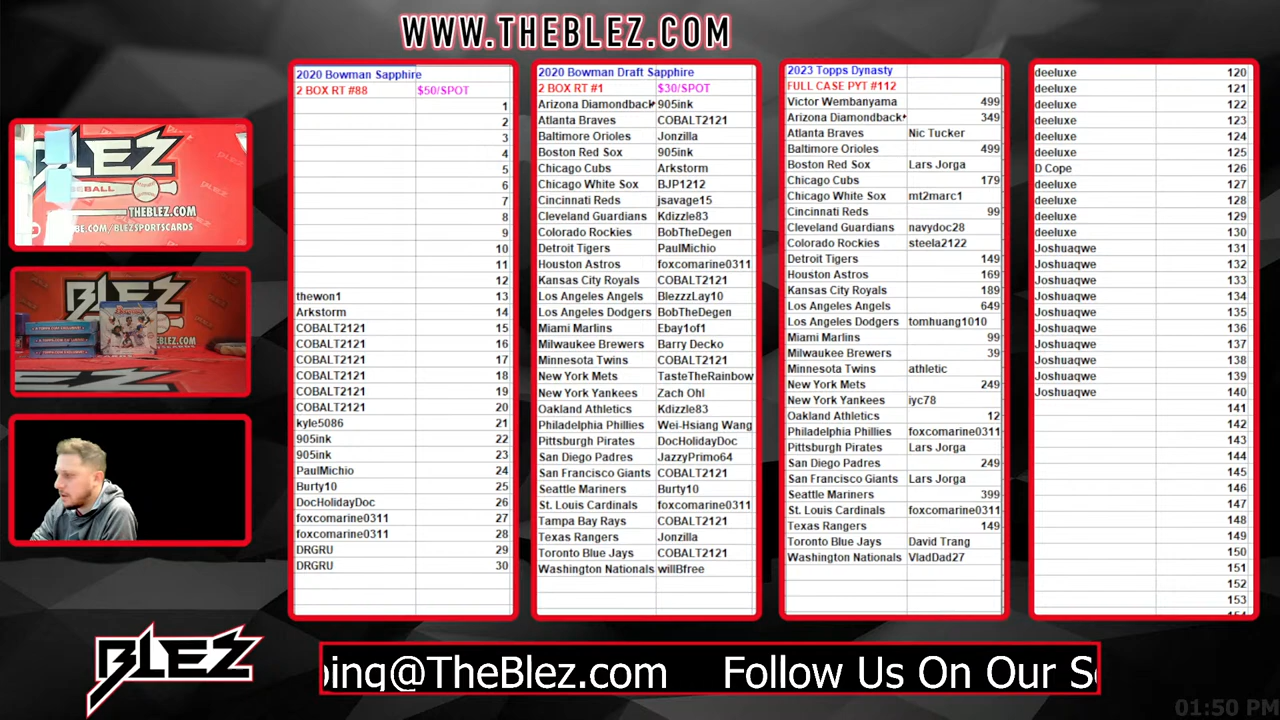 WWW.THEBLEZ.COM
2020 Bowman Sapphire
2 BOX RT #88 $50/SPOT
1
2
3
4
5
6
7
8
9
10
11
12
thewon1 13
Arkstorm 14
COBALT2121 15
COBALT2121 16
COBALT2121 17
COBALT2121 18
COBALT2121 19
COBALT2121 20
kyle5086 21
905ink 22
905ink 23
PaulMichio 24
Burty10 25
DocHolidayDoc 26
foxcomarine0311 27
foxcomarine0311 28
DRGRU 29
DRGRU 30
2020 Bowman Draft Sapphire
2 BOX RT #1 $30/SPOT
Arizona Diamondback 905ink
Atlanta Braves COBALT2121
Baltimore Orioles Jonzilla
Boston Red Sox 905ink
Chicago Cubs Arkstorm
Chicago White Sox BJP1212
Cincinnati Reds jsavage15
Cleveland Guardians Kdizzle83
Colorado Rockies BobTheDegen
Detroit Tigers PaulMichio
Houston Astros foxcomarine0311
Kansas City Royals COBALT2121
Los Angeles Angels BlezzzLay10
Los Angeles Dodgers BobTheDegen
Miami Marlins Ebay1of1
Milwaukee Brewers Barry Decko
Minnesota Twins COBALT2121
New York Mets TasteTheRainbow
New York Yankees Zach Ohl
Oakland Athletics Kdizzle83
Philadelphia Phillies Wei-Hsiang Wang
Pittsburgh Pirates DocHolidayDoc
San Diego Padres JazzyPrimo64
San Francisco Giants COBALT2121
Seattle Mariners Burty10
St. Louis Cardinals foxcomarine0311
Tampa Bay Rays COBALT2121
Texas Rangers Jonzilla
Toronto Blue Jays COBALT2121
Washington Nationals willBfree
2023 Topps Dynasty
FULL CASE PYT #112
Victor Wembanyama 499
Arizona Diamondback 349
Atlanta Braves Nic Tucker
Baltimore Orioles 499
Boston Red Sox Lars Jorga
Chicago Cubs 179
Chicago White Sox mt2marc1
Cincinnati Reds 99
Cleveland Guardians navydoc28
Colorado Rockies steela2122
Detroit Tigers 149
Houston Astros 169
Kansas City Royals 189
Los Angeles Angels 649
Los Angeles Dodgers tomhuang1010
Miami Marlins 99
Milwaukee Brewers 39
Minnesota Twins athletic
New York Mets 249
New York Yankees iyc78
Oakland Athletics 12
Philadelphia Phillies foxcomarine0311
Pittsburgh Pirates Lars Jorga
San Diego Padres 249
San Francisco Giants Lars Jorga
Seattle Mariners 399
St. Louis Cardinals foxcomarine0311
Texas Rangers 149
Toronto Blue Jays David Trang
Washington Nationals VladDad27
deeluxe 120
deeluxe 121
deeluxe 122
deeluxe 123
deeluxe 124
deeluxe 125
D Cope 126
deeluxe 127
deeluxe 128
deeluxe 129
deeluxe 130
Joshuaqwe 131
Joshuaqwe 132
Joshuaqwe 133
Joshuaqwe 134
Joshuaqwe 135
Joshuaqwe 136
Joshuaqwe 137
Joshuaqwe 138
Joshuaqwe 139
Joshuaqwe 140
141
142
143
144
145
146
147
148
149
150
151
152
153
BLEZ
THEBLEZ.COM
BLEZ
ping@TheBlez.com Follow Us On Our S
01:50 PM